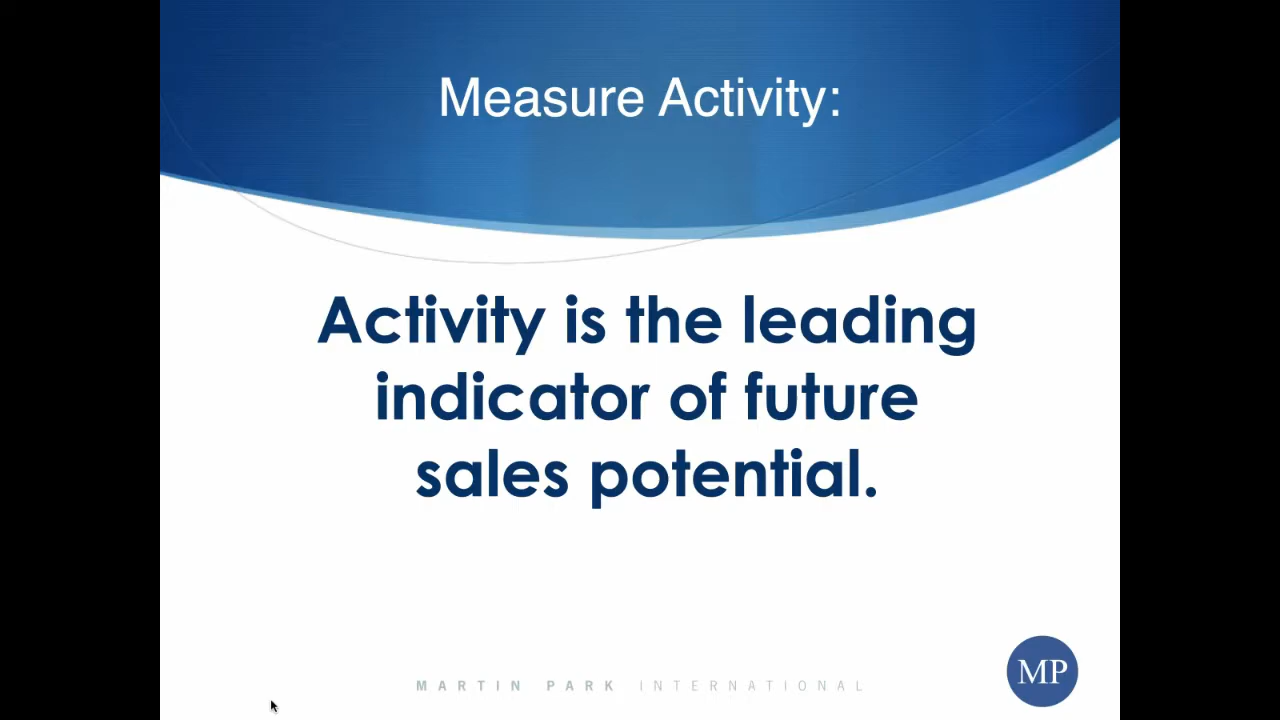 Measure Activity:
Activity is the leading
indicator of future
sales potential.
MARTIN PARK INTERNATIONAL
MP